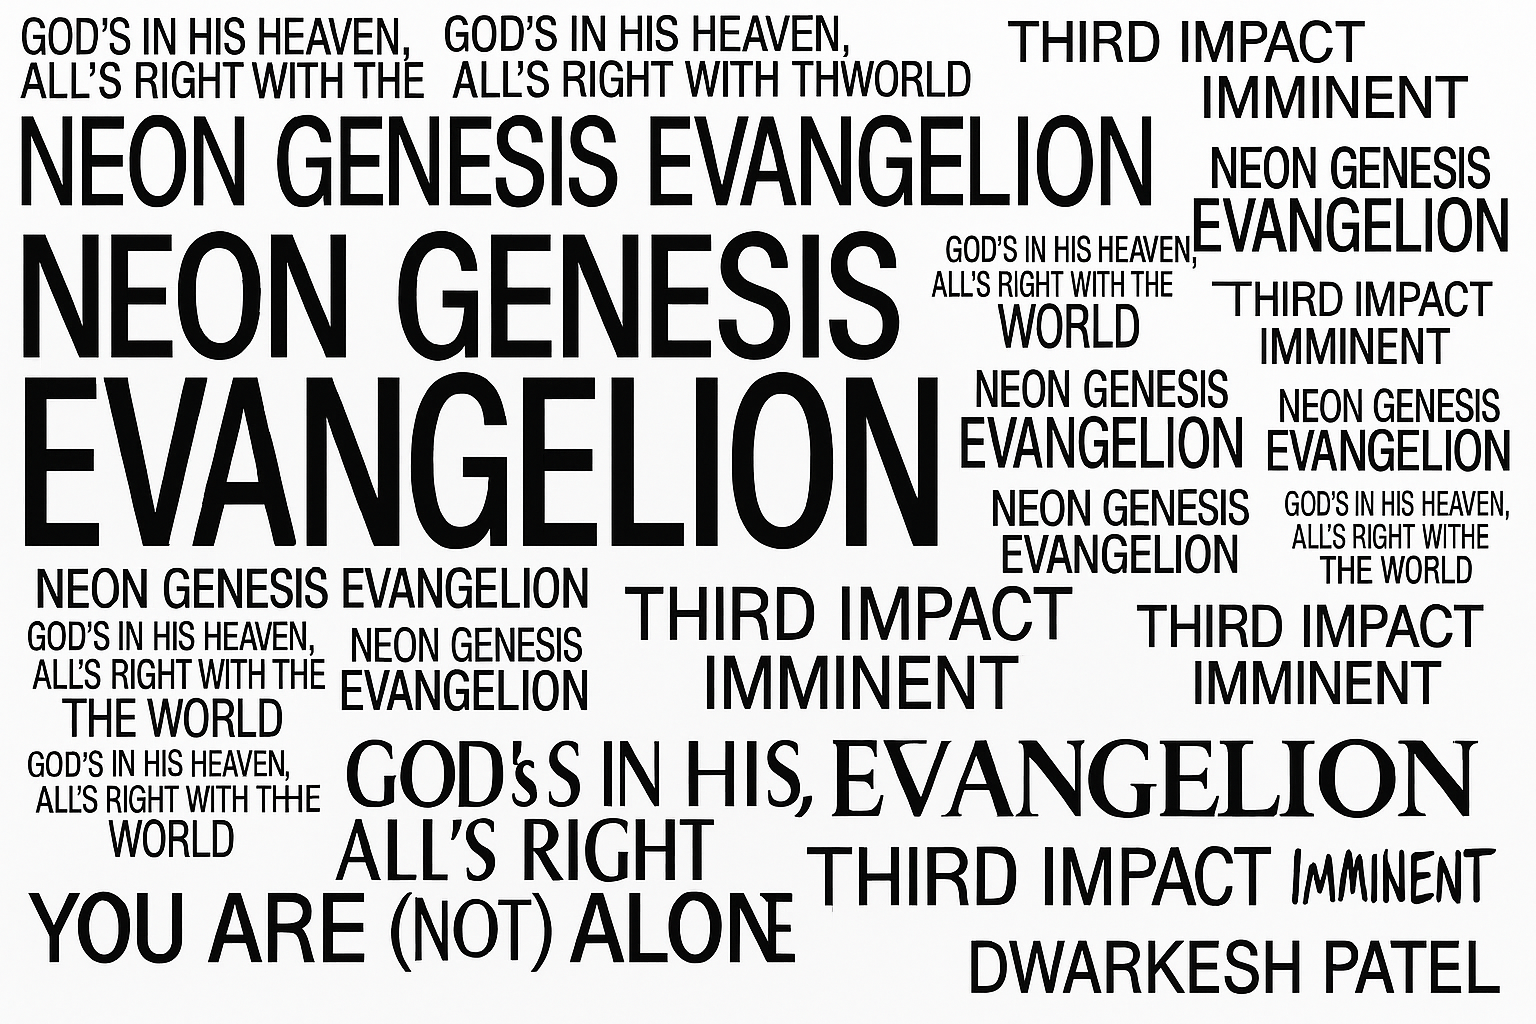 GOD'S IN HIS HEAVEN,
ALL'S RIGHT WITH THE
GOD'S IN HIS HEAVEN,
ALL'S RIGHT WITH THWORLD
THIRD IMPACT
IMMINENT
NEON GENESIS EVANGELION
NEON GENESIS
EVANGELION
NEON GENESIS
EVANGELION
GOD'S IN HIS HEAVEN,
ALL'S RIGHT WITH THE
WORLD
THIRD IMPACT
IMMINENT
NEON GENESIS
EVANGELION
NEON GENESIS
EVANGELION
NEON GENESIS
EVANGELION
GOD'S IN HIS HEAVEN,
ALL'S RIGHT WITHE
THE WORLD
NEON GENESIS EVANGELION
GOD'S IN HIS HEAVEN,
ALL'S RIGHT WITH THE
THE WORLD
NEON GENESIS
EVANGELION
THIRD IMPACT
IMMINENT
THIRD IMPACT
IMMINENT
GOD'S IN HIS HEAVEN,
ALL'S RIGHT WITH THHE
WORLD
GOD'sS IN HIS,
ALL'S RIGHT
EVANGELION
THIRD IMPACT IMMINENT
YOU ARE (NOT) ALONE
DWARKESH PATEL